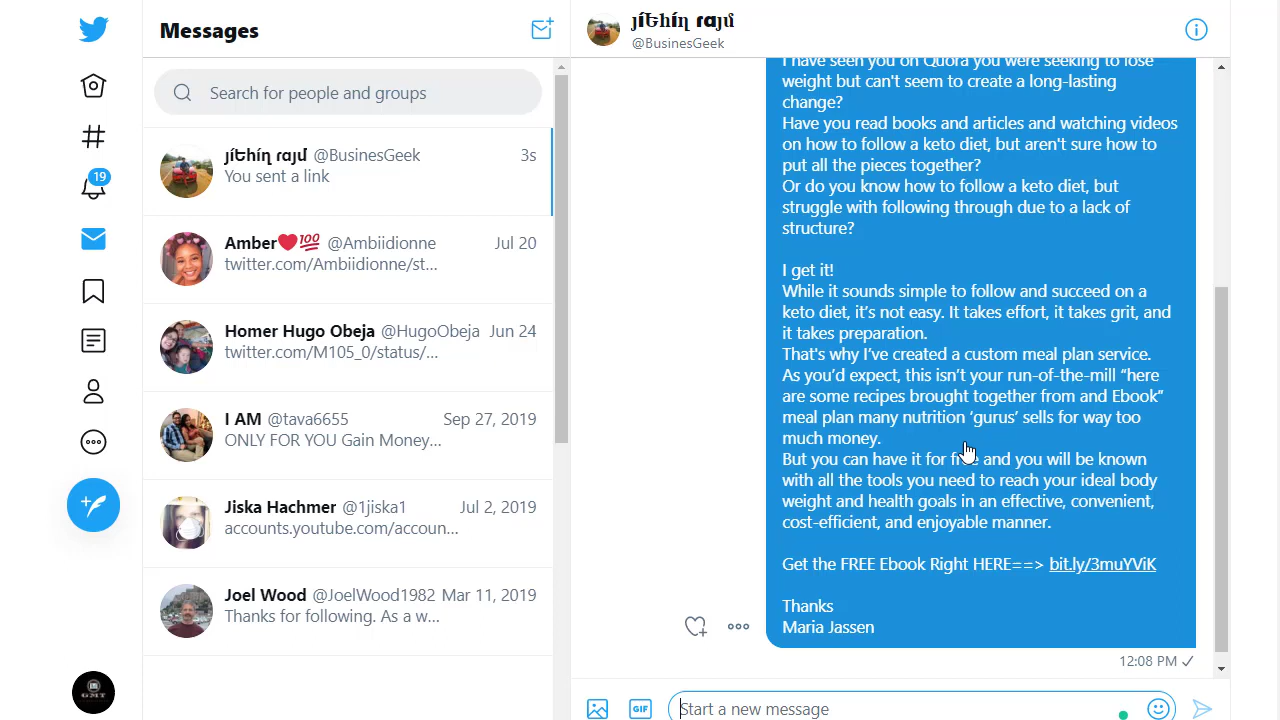 Messages
Search for people and groups
@BusinesGeek
3s
You sent a link
Amber❤️💯 @Ambiidionne
Jul 20
twitter.com/Ambiidionne/st...
Homer Hugo Obeja @HugoObeja
Jun 24
twitter.com/M105_0/status/...
I AM @tava6655
Sep 27, 2019
ONLY FOR YOU Gain Money...
Jiska Hachmer @1jiska1
Jul 2, 2019
accounts.youtube.com/accoun...
Joel Wood @JoelWood1982
Mar 11, 2019
Thanks for following. As a w...
19
GMT
@BusinesGeek
I have seen you on Quora you were seeking to lose
weight but can't seem to create a long-lasting
change?
Have you read books and articles and watching videos
on how to follow a keto diet, but aren't sure how to
put all the pieces together?
Or do you know how to follow a keto diet, but
struggle with following through due to a lack of
structure?
I get it!
While it sounds simple to follow and succeed on a
keto diet, it’s not easy. It takes effort, it takes grit, and
it takes preparation.
That's why I’ve created a custom meal plan service.
As you’d expect, this isn’t your run-of-the-mill “here
are some recipes brought together from and Ebook”
meal plan many nutrition ‘gurus’ sells for way too
much money.
But you can have it for free and you will be known
with all the tools you need to reach your ideal body
weight and health goals in an effective, convenient,
cost-efficient, and enjoyable manner.
Get the FREE Ebook Right HERE==> bit.ly/3muYViK
Thanks
Maria Jassen
12:08 PM ✓
GIF
Start a new message